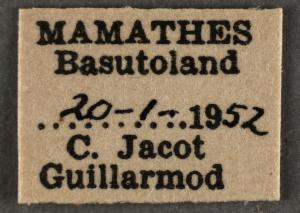 MAMATHES
Basutoland
20-1-1952
C. Jacot
Guillarmod